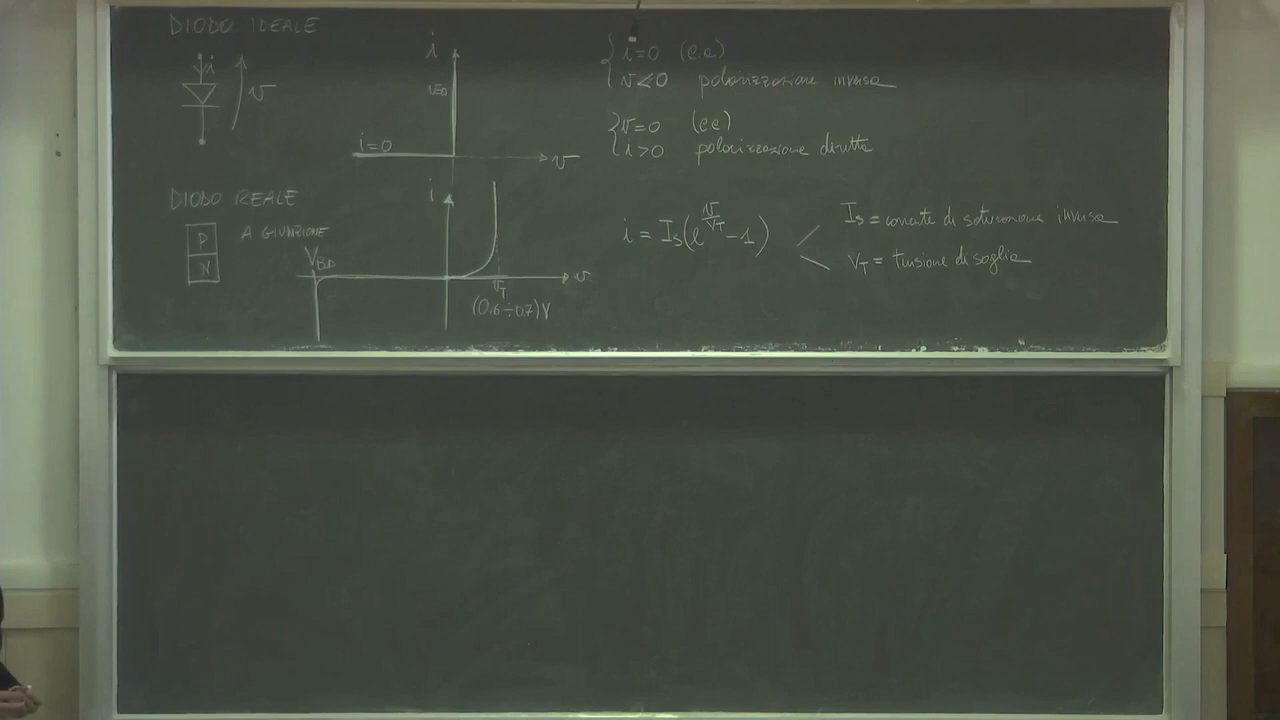 DIODO IDEALE
i
v
i
v=0
i=0
v
i=0 (c.a)
v<0 polarizzazione inversa
v=0 (cc)
i>0 polarizzazione diretta
DIODO REALE
P
N
A GIUNZIONE
i
VBD
v
VT
(0.6÷0.7)V
i = Is(e^(v/VT) -1)
Is = corrente di saturazione inversa
VT = tensione di soglia